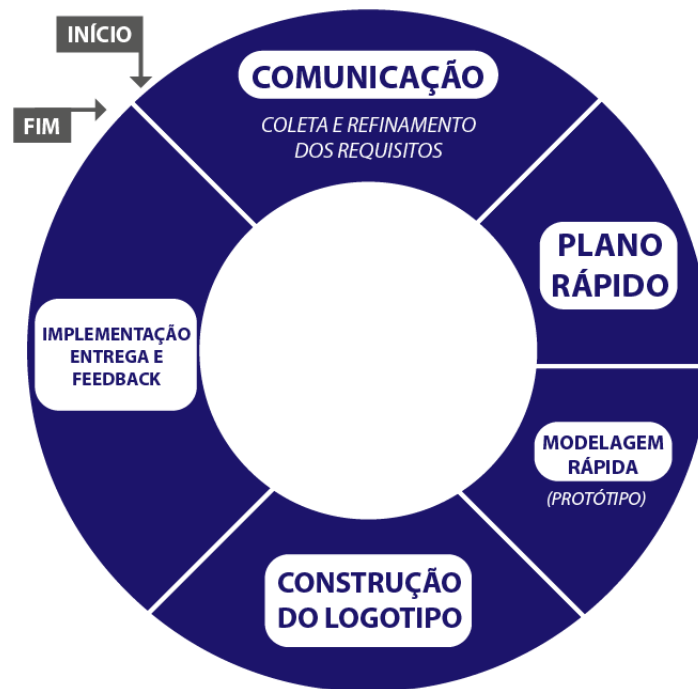 INÍCIO
FIM
COMUNICAÇÃO
COLETA E REFINAMENTO
DOS REQUISITOS
PLANO
RÁPIDO
MODELAGEM
RÁPIDA
(PROTÓTIPO)
CONSTRUÇÃO
DO LOGOTIPO
IMPLEMENTAÇÃO
ENTREGA E
FEEDBACK